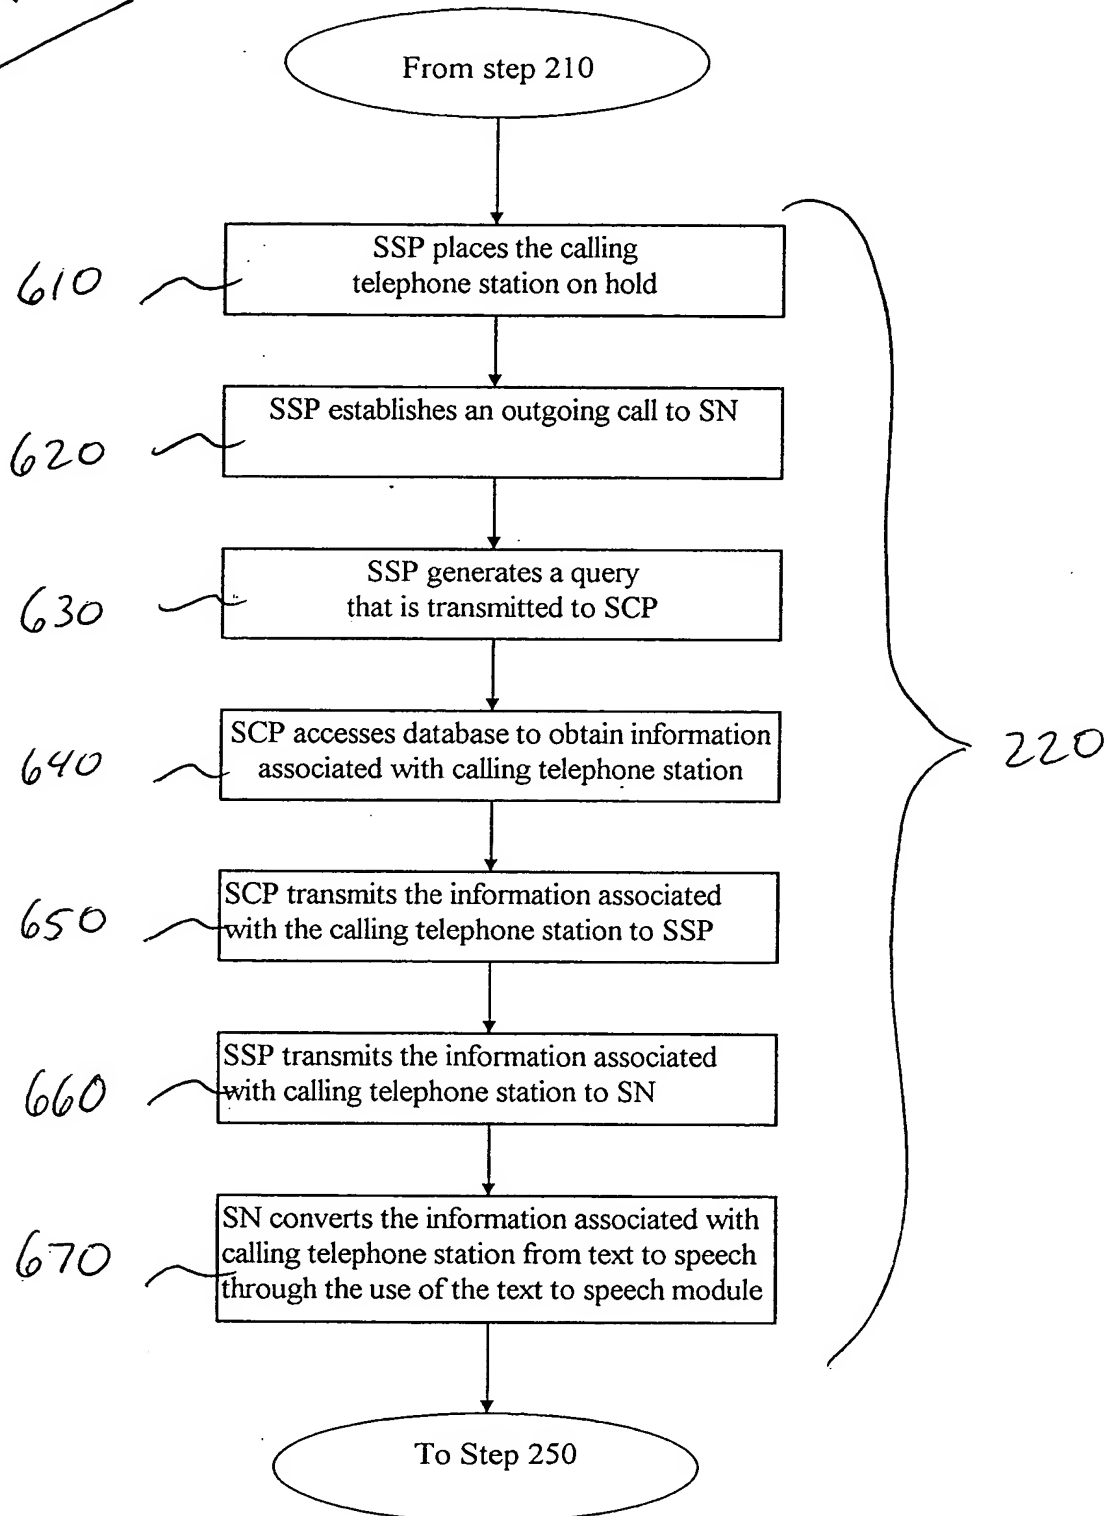 From step 210
SSP places the calling
telephone station on hold
610
SSP establishes an outgoing call to SN
620
SSP generates a query
that is transmitted to SCP
630
SCP accesses database to obtain information
associated with calling telephone station
640
220
SCP transmits the information associated
with the calling telephone station to SSP
650
SSP transmits the information associated
with calling telephone station to SN
660
SN converts the information associated with
calling telephone station from text to speech
through the use of the text to speech module
670
To Step 250